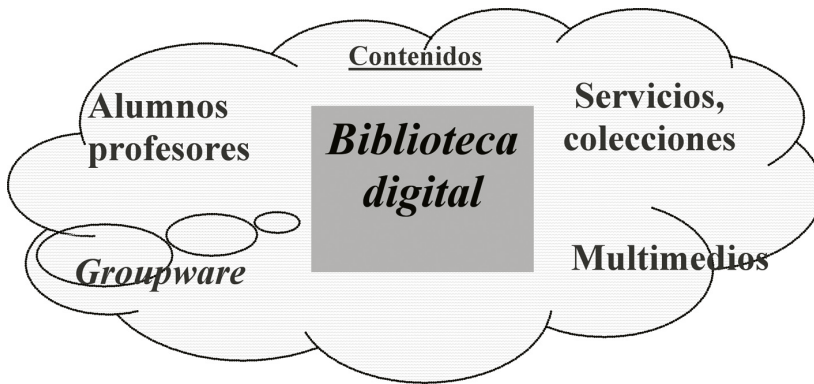 Contenidos
Alumnos
profesores
Biblioteca
digital
Servicios,
colecciones
Groupware
Multimedios